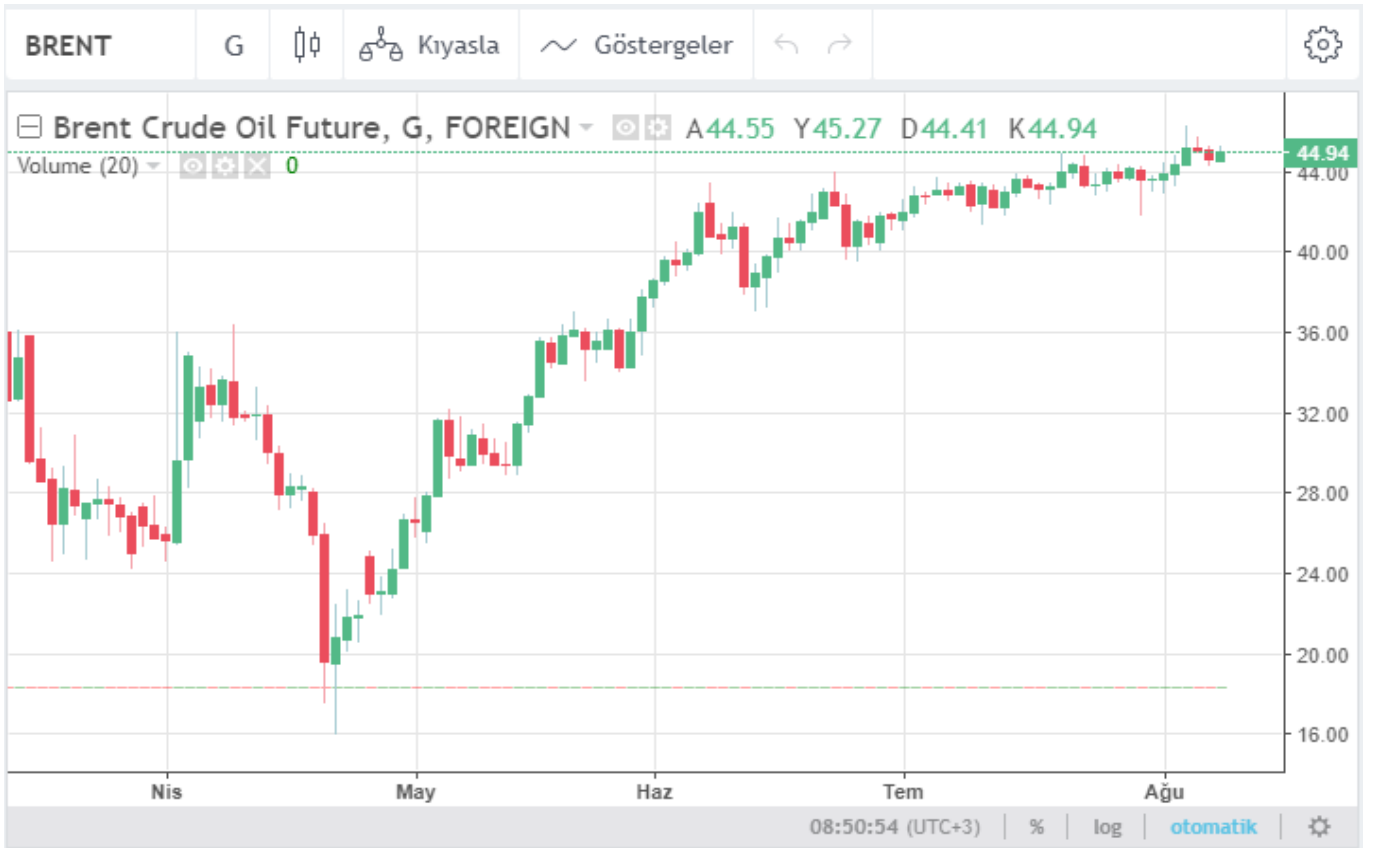 BRENT G Kıyasla Göstergeler
Brent Crude Oil Future, G, FOREIGN A44.55 Y45.27 D44.41 K44.94
Volume (20) 0
44.94
44.00
40.00
36.00
32.00
28.00
24.00
20.00
16.00
Nis May Haz Tem Ağu
08:50:54 (UTC+3) % log otomatik